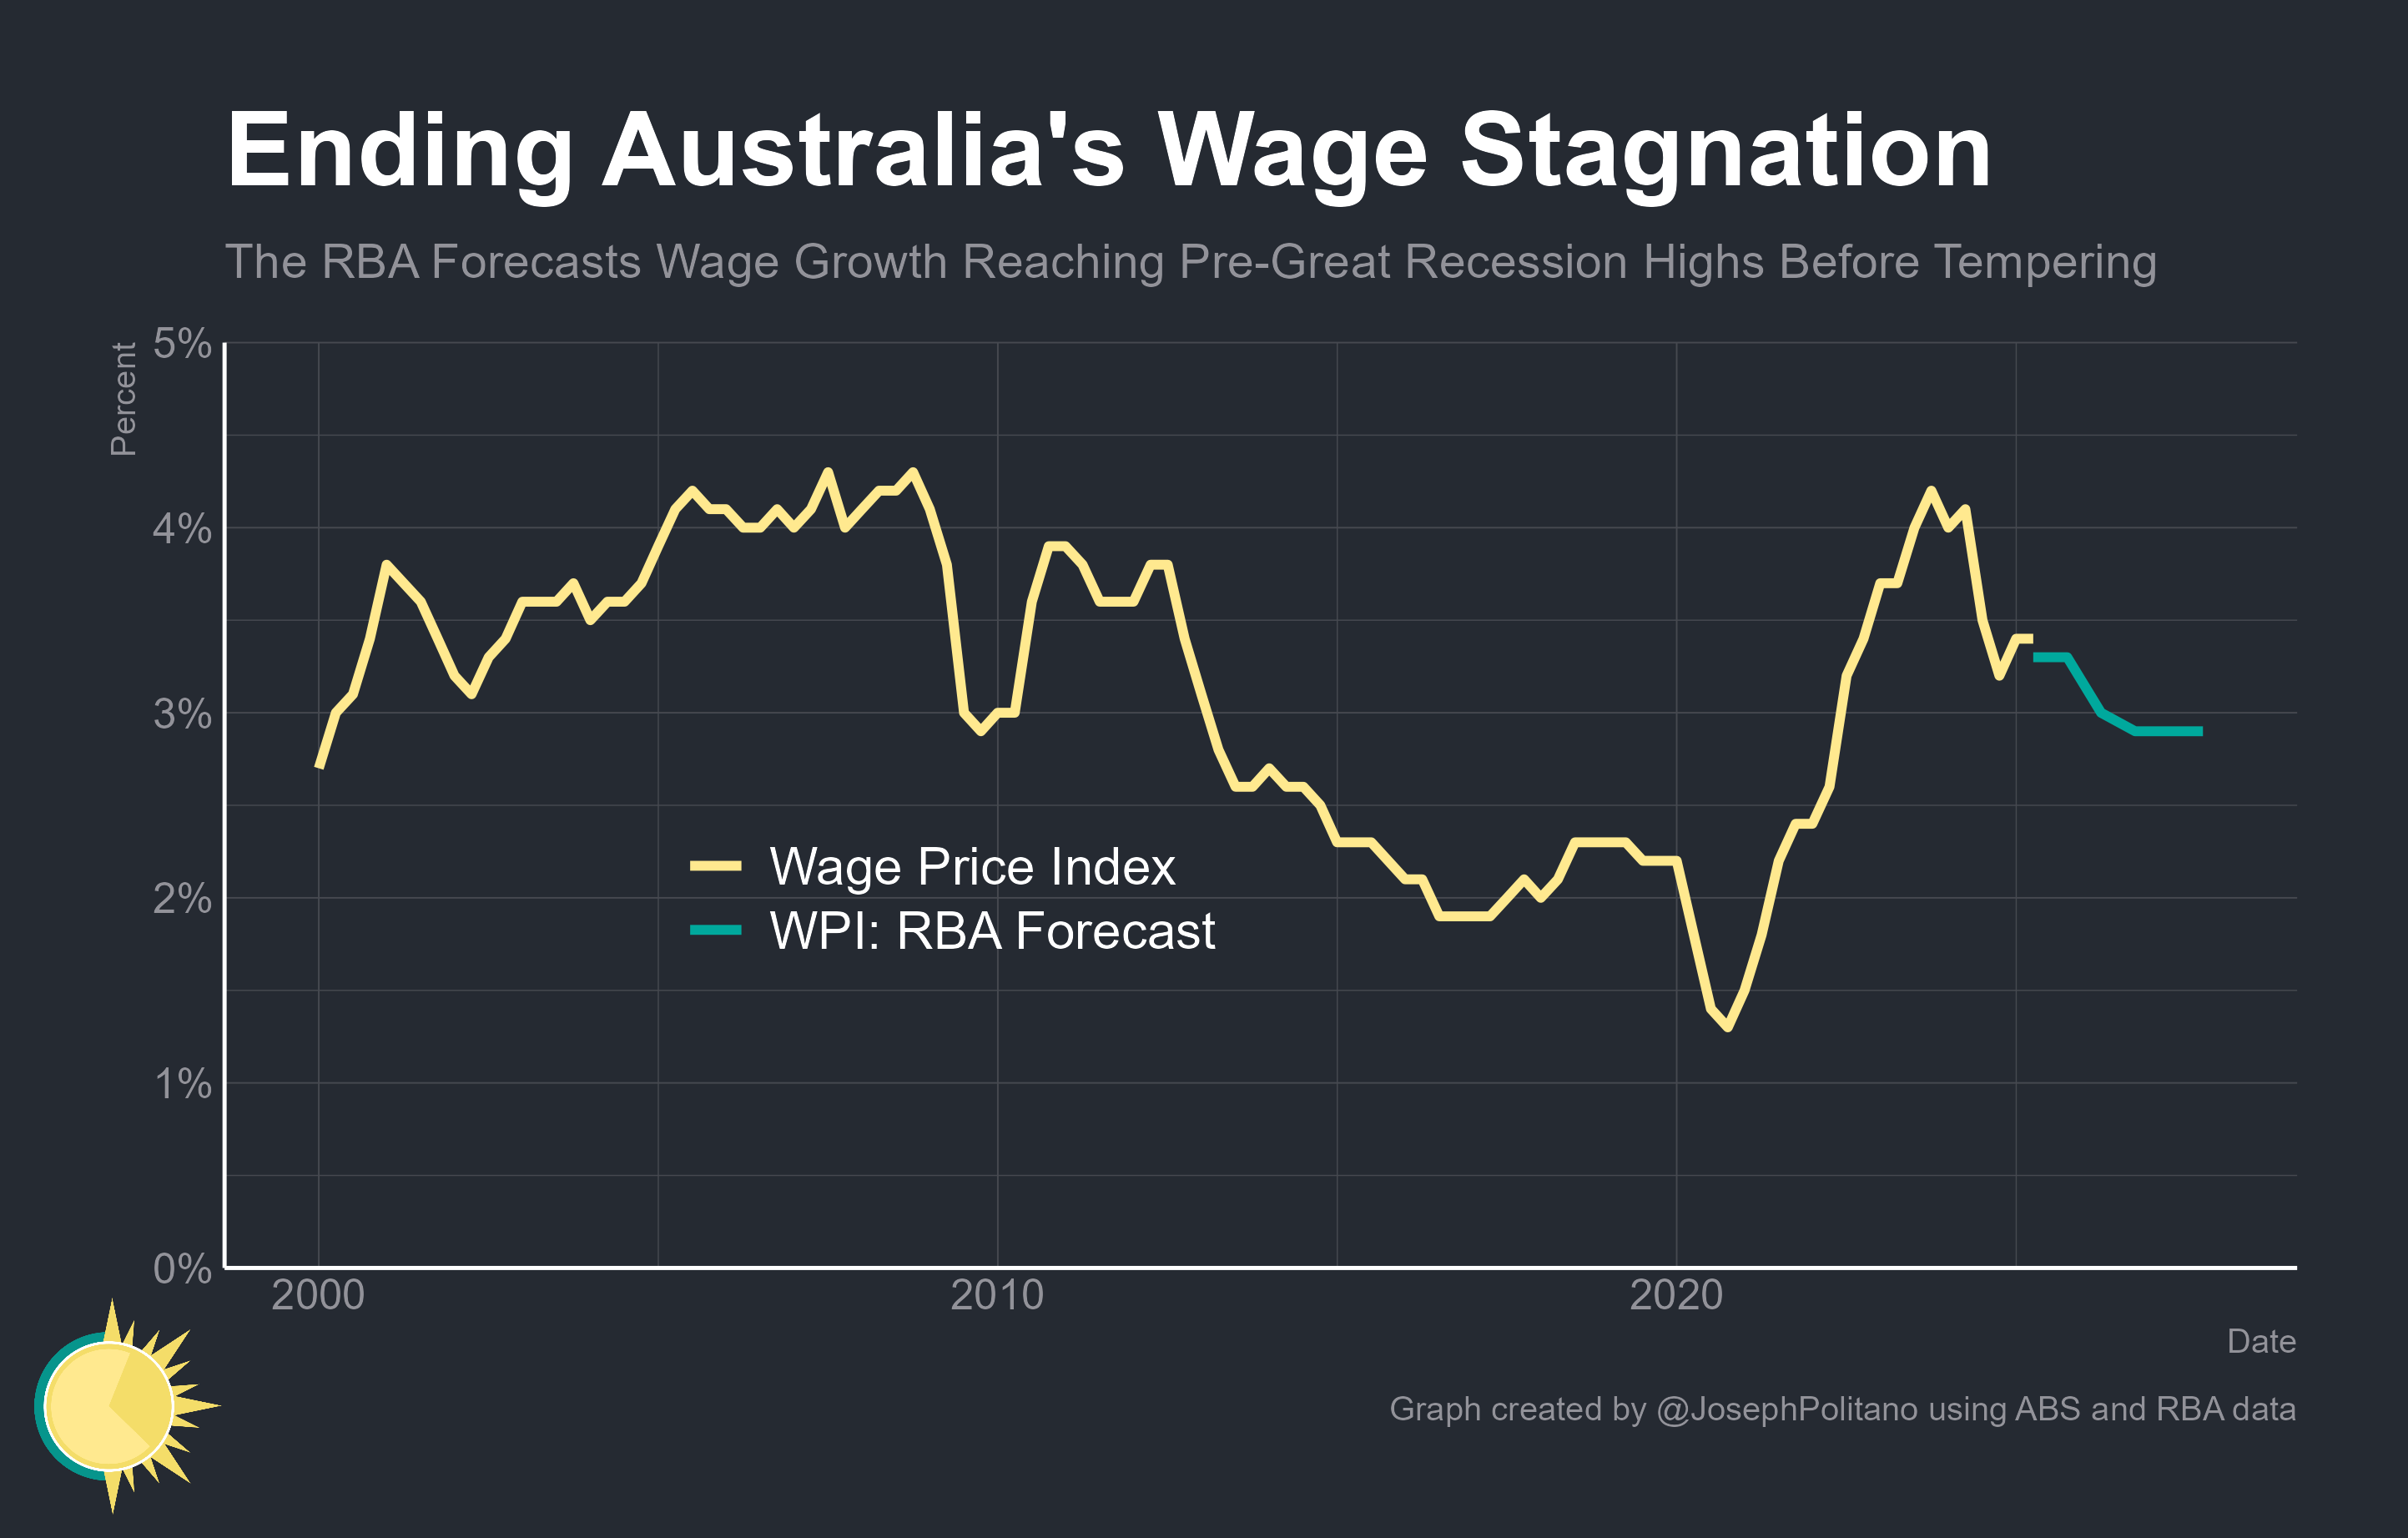 Ending Australia's Wage Stagnation
The RBA Forecasts Wage Growth Reaching Pre-Great Recession Highs Before Tempering
Percent
5%
4%
3%
2%
1%
0%
Wage Price Index
WPI: RBA Forecast
2000
2010
2020
Date
Graph created by @JosephPolitano using ABS and RBA data